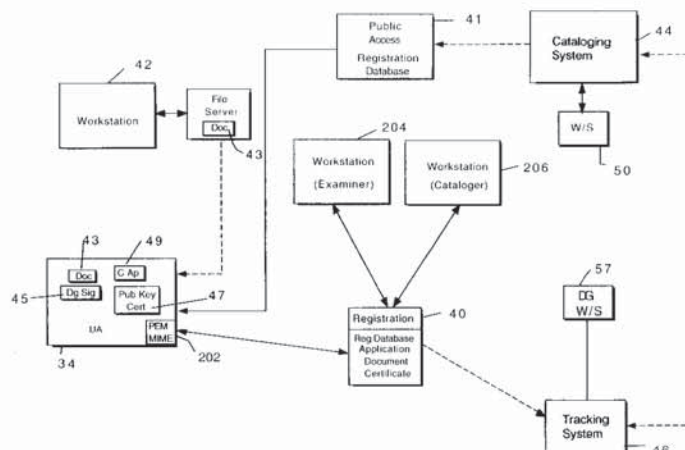 Public
Access
Registration
Database
41
Cataloging
System
44
42
Workstation
File
Server
Doc
43
W/S
50
204
Workstation
(Examiner)
Workstation
(Cataloger)
206
43
Doc
49
C Ap
45
Dg Sig
Pub Key
Cert
47
UA
PEM
MIME
34
202
Registration
40
Reg Database
Application
Document
Certificate
57
DG
W/S
Tracking
System